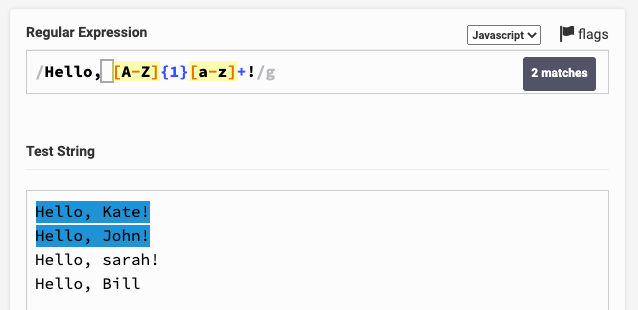 Regular Expression
Javascript
flags
/Hello, [A-Z]{1}[a-z]+!/g
2 matches
Test String
Hello, Kate!
Hello, John!
Hello, sarah!
Hello, Bill